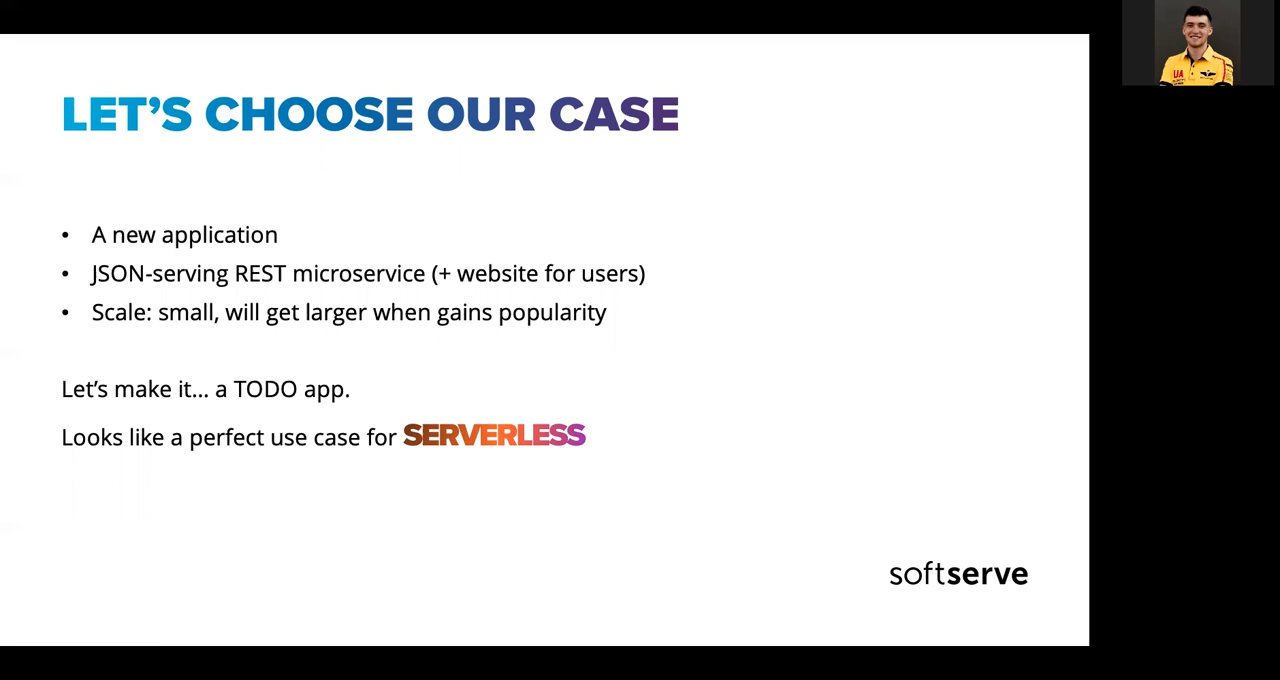 LET’S CHOOSE OUR CASE
• A new application
• JSON-serving REST microservice (+ website for users)
• Scale: small, will get larger when gains popularity
Let’s make it... a TODO app.
Looks like a perfect use case for SERVERLESS
softserve
UA